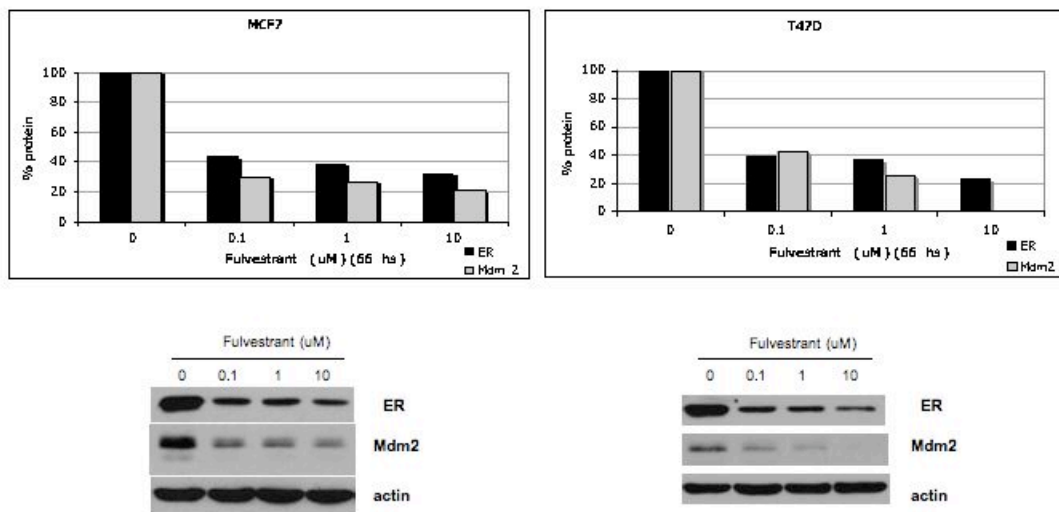 MCF7
% protein
100
80
60
40
20
0
0 0.1 1 10
Fulvestrant (uM) (66 hs)
ER
Mdm2
T47D
% protein
100
80
60
40
20
0
0 0.1 1 10
Fulvestrant (uM) (66 hs)
ER
Mdm2
Fulvestrant (uM)
0 0.1 1 10
ER
Mdm2
actin
Fulvestrant (uM)
0 0.1 1 10
ER
Mdm2
actin